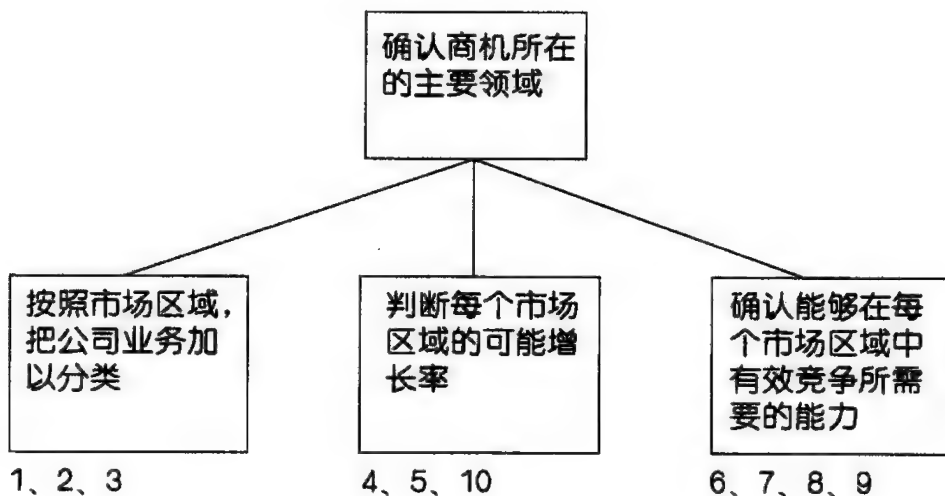 确认商机所在
的主要领域
按照市场区域，
把公司业务加
以分类
判断每个市场
区域的可能增
长率
确认能够在每
个市场区域中
有效竞争所需
要的能力
1、2、3
4、5、10
6、7、8、9